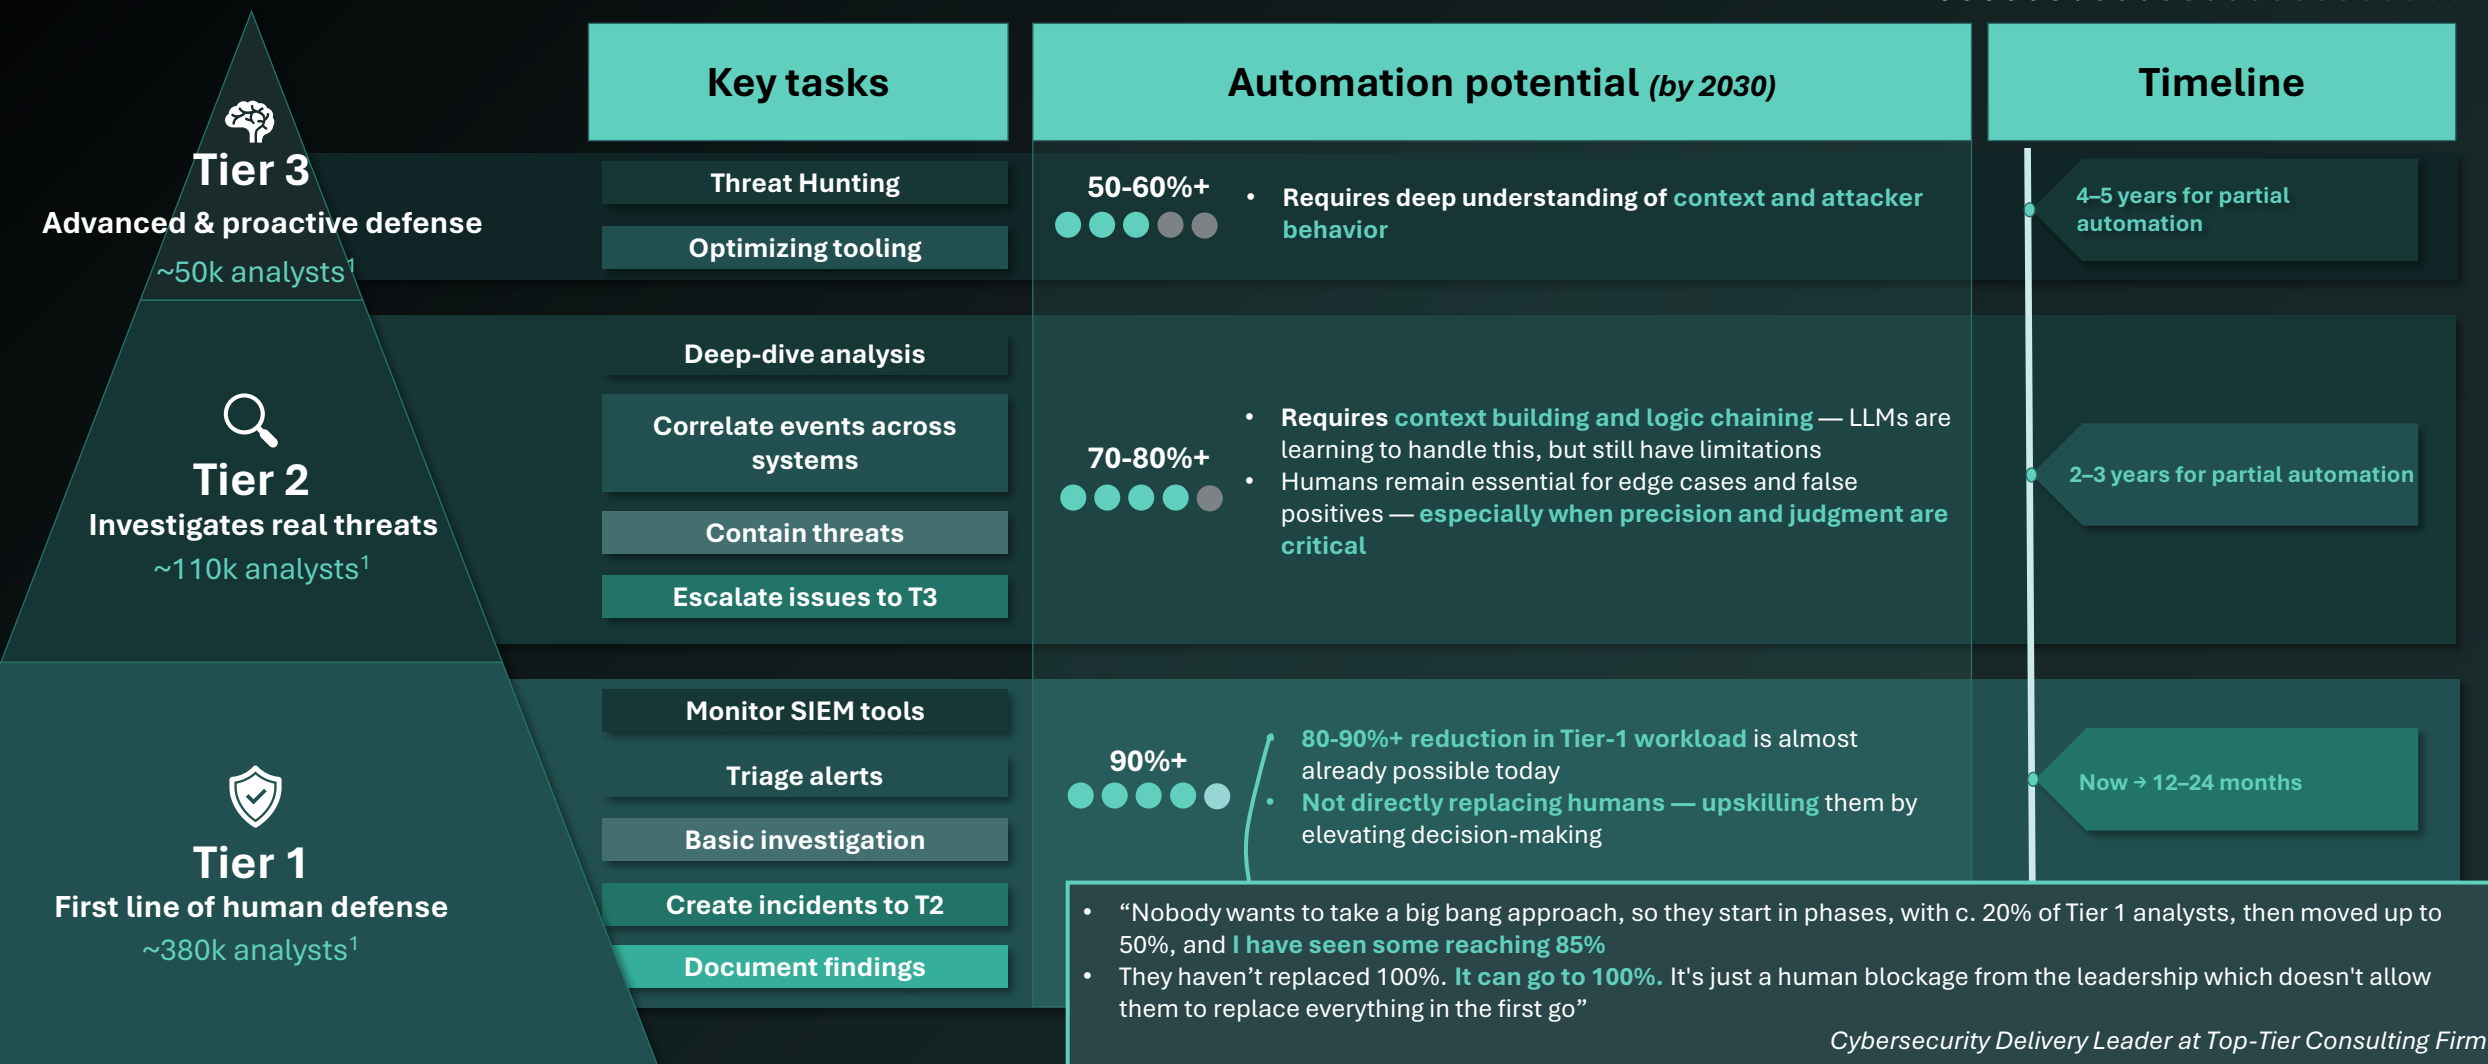 Key tasks
Automation potential (by 2030)
Timeline
Tier 3
Advanced & proactive defense
~50k analysts¹
Threat Hunting
Optimizing tooling
50-60%+
• Requires deep understanding of context and attacker
behavior
4–5 years for partial
automation
Tier 2
Investigates real threats
~110k analysts¹
Deep-dive analysis
Correlate events across
systems
Contain threats
Escalate issues to T3
70-80%+
• Requires context building and logic chaining — LLMs are
learning to handle this, but still have limitations
• Humans remain essential for edge cases and false
positives — especially when precision and judgment are
critical
2–3 years for partial automation
Tier 1
First line of human defense
~380k analysts¹
Monitor SIEM tools
Triage alerts
Basic investigation
Create incidents to T2
Document findings
90%+
• 80-90%+ reduction in Tier-1 workload is almost
already possible today
• Not directly replacing humans — upskilling them by
elevating decision-making
Now → 12–24 months
• “Nobody wants to take a big bang approach, so they start in phases, with c. 20% of Tier 1 analysts, then moved up to
50%, and I have seen some reaching 85%
• They haven’t replaced 100%. It can go to 100%. It's just a human blockage from the leadership which doesn't allow
them to replace everything in the first go”
Cybersecurity Delivery Leader at Top-Tier Consulting Firm